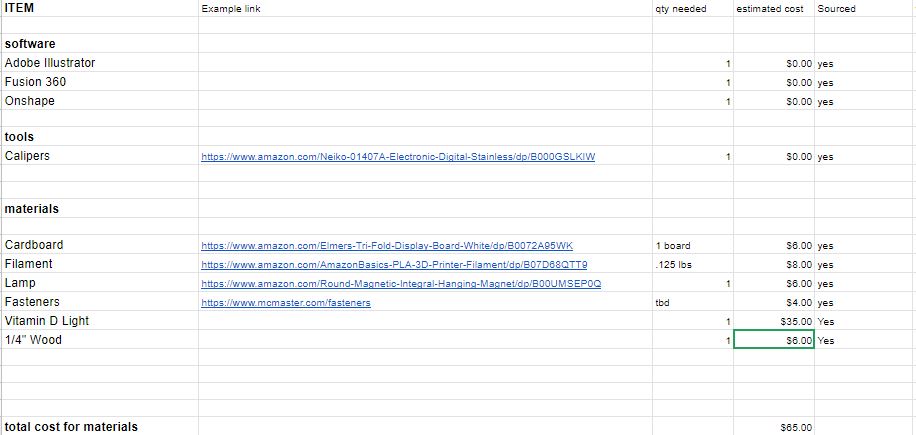 ITEM Example link qty needed estimated cost Sourced
software
Adobe Illustrator 1 $0.00 yes
Fusion 360 1 $0.00 yes
Onshape 1 $0.00 yes
tools
Calipers https://www.amazon.com/Neiko-01407A-Electronic-Digital-Stainless/dp/B000GSLKIW 1 $0.00 yes
materials
Cardboard https://www.amazon.com/Elmers-Tri-Fold-Display-Board-White/dp/B0072A95WK 1 board $6.00 yes
Filament https://www.amazon.com/AmazonBasics-PLA-3D-Printer-Filament/dp/B07D68QTT9 .125 lbs $8.00 yes
Lamp https://www.amazon.com/Round-Magnetic-Integral-Hanging-Magnet/dp/B00UMSEP0Q 1 $6.00 yes
Fasteners https://www.mcmaster.com/fasteners tbd $4.00 yes
Vitamin D Light 1 $35.00 Yes
1/4" Wood 1 $6.00 Yes
total cost for materials $65.00